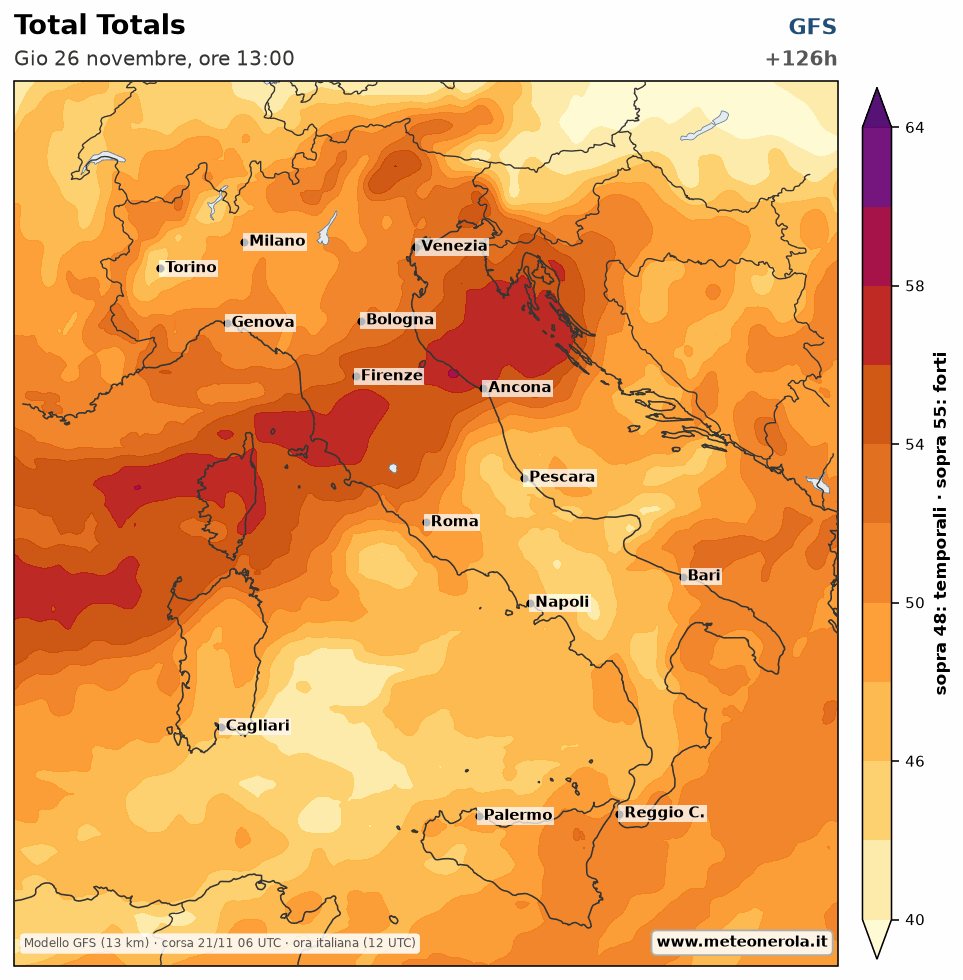 Total Totals
GFS
Gio 26 novembre, ore 13:00
+126h
64
58
54
50
46
40
sopra 48: temporali · sopra 55: forti
Milano
Venezia
Torino
Genova
Bologna
Firenze
Ancona
Pescara
Roma
Bari
Napoli
Cagliari
Palermo
Reggio C.
Modello GFS (13 km) · corsa 21/11 06 UTC · ora italiana (12 UTC)
www.meteonerola.it